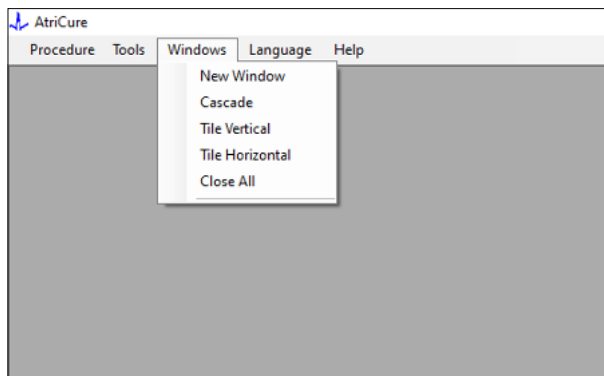 AtriCure
Procedure Tools Windows Language Help
New Window
Cascade
Tile Vertical
Tile Horizontal
Close All